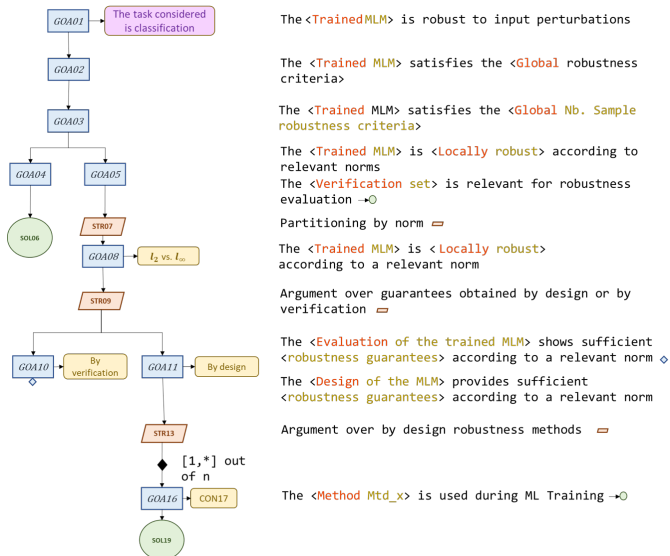 GOA01
The task considered
is classification
The <Trained MLM> is robust to input perturbations
GOA02
The <Trained MLM> satisfies the <Global robustness
criteria>
GOA03
The <Trained MLM> satisfies the <Global Nb. Sample
robustness criteria>
GOA04
GOA05
The <Trained MLM> is <Locally robust> according to
relevant norms
The <Verification set> is relevant for robustness
evaluation
SOL06
STR07
Partitioning by norm
GOA08
l₂ vs. l∞
The <Trained MLM> is <Locally robust>
according to a relevant norm
STR09
Argument over guarantees obtained by design or by
verification
GOA10
By
verification
GOA11
By design
The <Evaluation of the trained MLM> shows sufficient
<robustness guarantees> according to a relevant norm
The <Design of the MLM> provides sufficient
<robustness guarantees> according to a relevant norm
STR13
Argument over by design robustness methods
[1,*] out
of n
GOA16
CON17
The <Method Mtd_x> is used during ML Training
SOL19